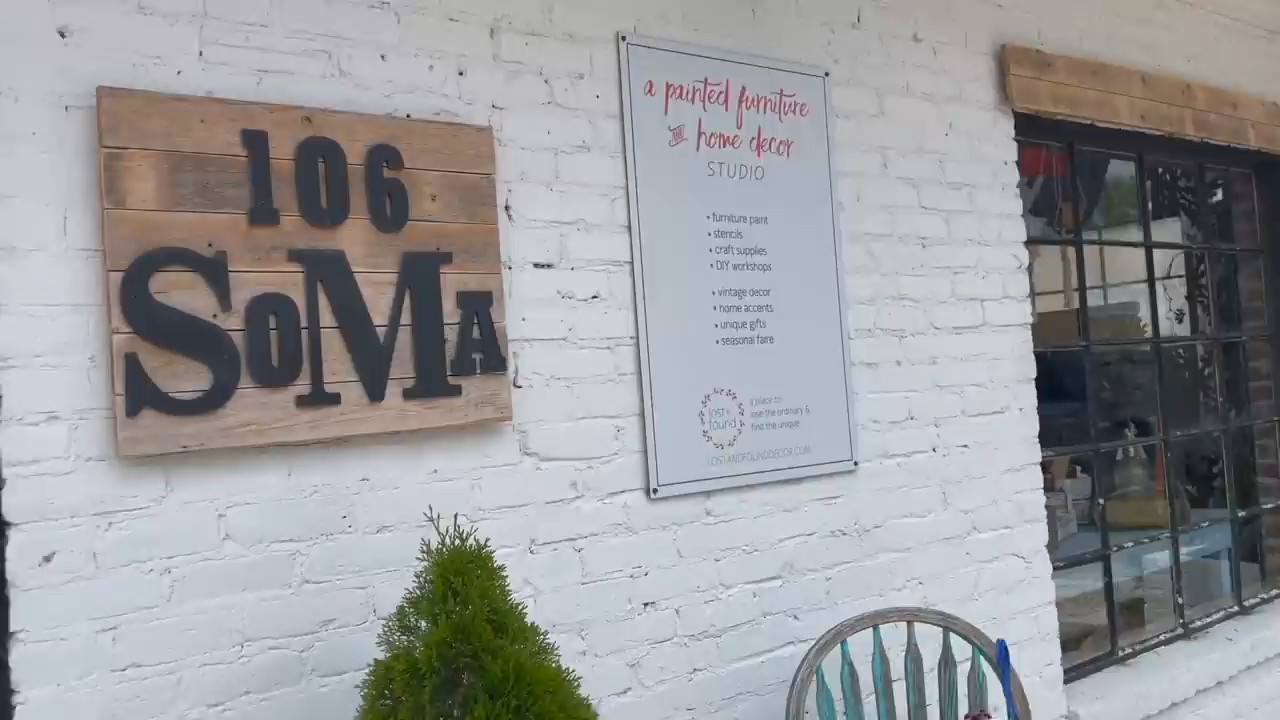 106
SoMA
a painted furniture
AND home decor
STUDIO
• furniture paint
• stencils
• craft supplies
• DIY workshops
• vintage decor
• home accents
• unique gifts
• seasonal faire
lost &
found
a place to
lose the ordinary &
find the unique
LOSTANDFOUNDDECOR.COM